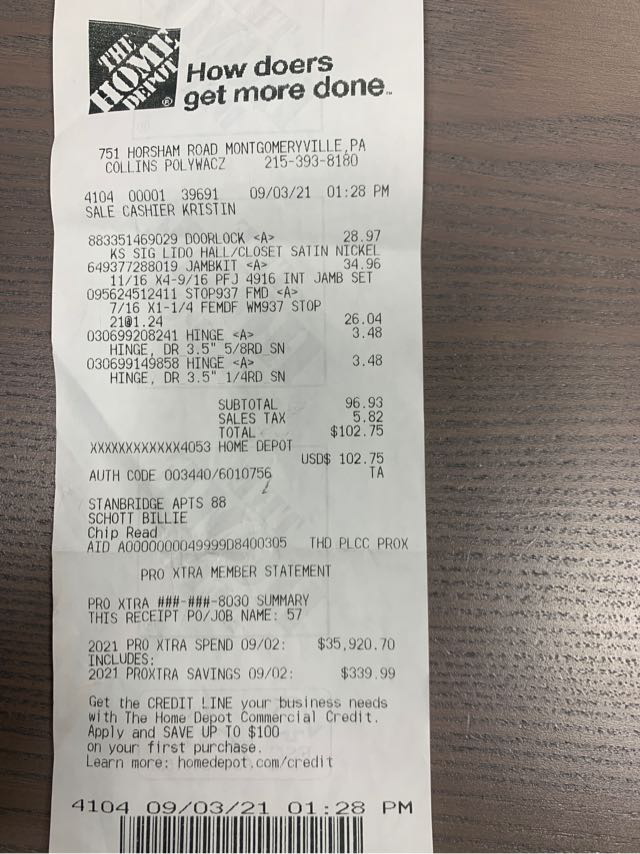 THE
HOME
DEPOT®
How doers
get more done™
751 HORSHAM ROAD MONTGOMERYVILLE,PA
COLLINS POLYWACZ 215-393-8180
4104 00001 39691 09/03/21 01:28 PM
SALE CASHIER KRISTIN
883351469029 DOORLOCK <A> 28.97
KS SIG LIDO HALL/CLOSET SATIN NICKEL
649377288019 JAMBKIT <A> 34.96
11/16 X4-9/16 PFJ 4916 INT JAMB SET
095624512411 STOP937 FMD <A>
7/16 X1-1/4 FEMDF WM937 STOP
21@1.24 26.04
030699208241 HINGE <A> 3.48
HINGE, DR 3.5" 5/8RD SN
030699149858 HINGE <A> 3.48
HINGE, DR 3.5" 1/4RD SN
SUBTOTAL 96.93
SALES TAX 5.82
TOTAL $102.75
XXXXXXXXXXXX4053 HOME DEPOT
USD$ 102.75
AUTH CODE 003440/6010756 TA
STANBRIDGE APTS 88
SCHOTT BILLIE
Chip Read
AID A0000000049999D8400305 THD PLCC PROX
PRO XTRA MEMBER STATEMENT
PRO XTRA ###-###-8030 SUMMARY
THIS RECEIPT PO/JOB NAME: 57
2021 PRO XTRA SPEND 09/02: $35,920.70
INCLUDES:
2021 PROXTRA SAVINGS 09/02: $339.99
Get the CREDIT LINE your business needs
with The Home Depot Commercial Credit.
Apply and SAVE UP TO $100
on your first purchase.
Learn more: homedepot.com/credit
4104 09/03/21 01:28 PM